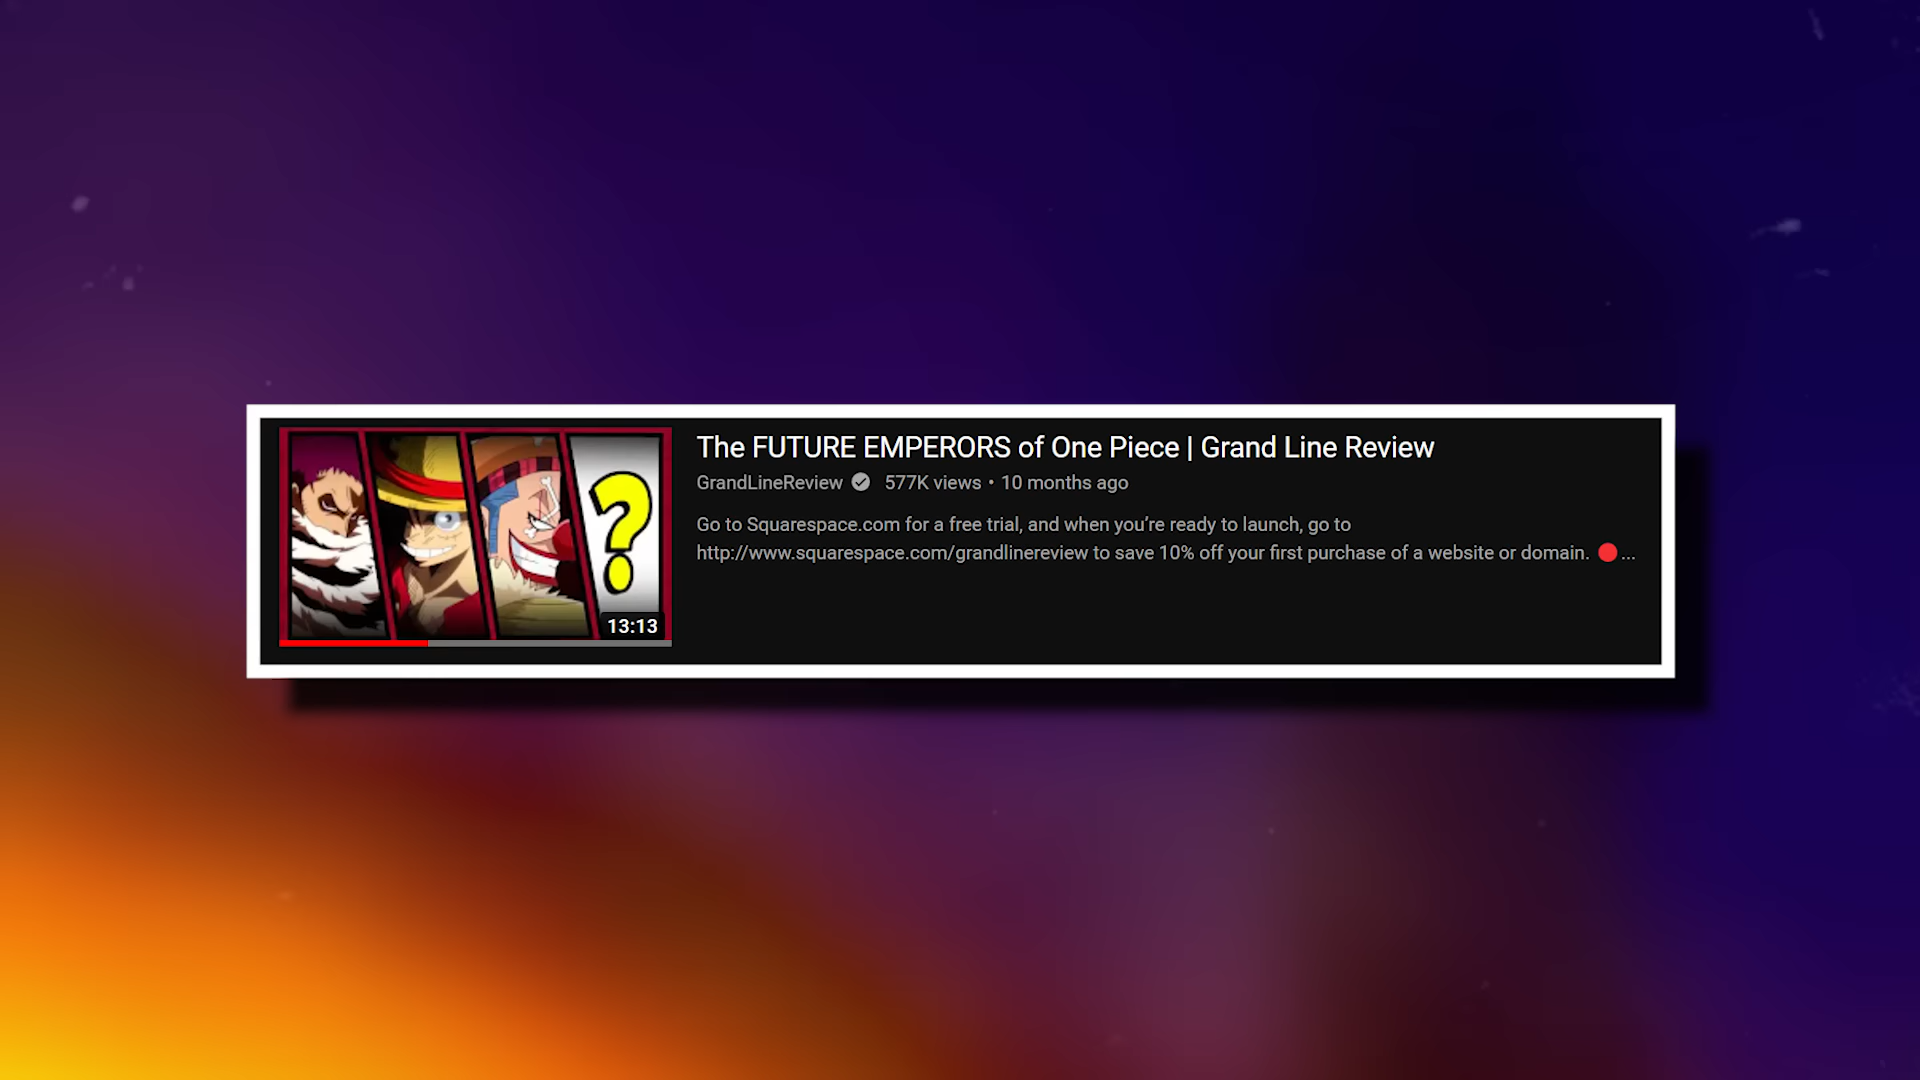 The FUTURE EMPERORS of One Piece | Grand Line Review
GrandLineReview 577K views • 10 months ago
Go to Squarespace.com for a free trial, and when you’re ready to launch, go to
http://www.squarespace.com/grandlinereview to save 10% off your first purchase of a website or domain. 🔴...
?
13:13